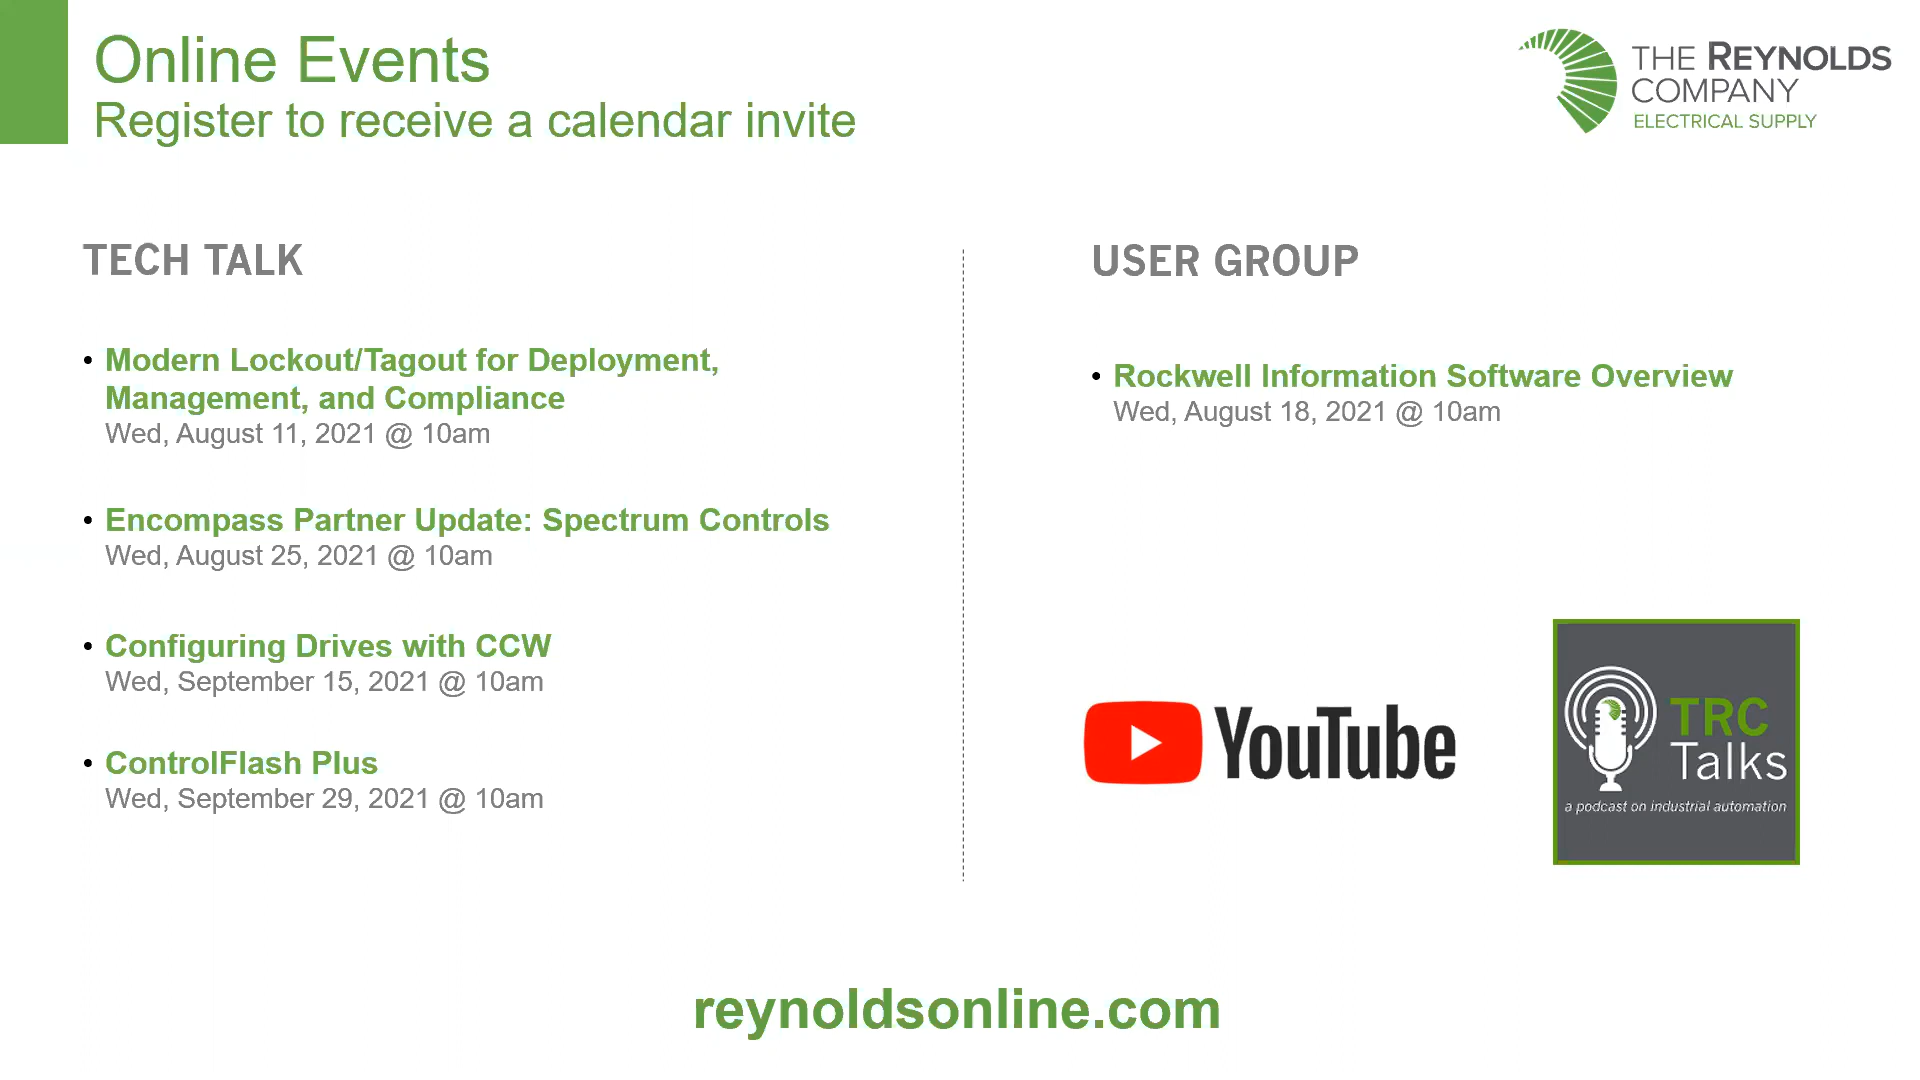 Online Events
Register to receive a calendar invite
THE REYNOLDS
COMPANY
ELECTRICAL SUPPLY
TECH TALK
• Modern Lockout/Tagout for Deployment,
Management, and Compliance
Wed, August 11, 2021 @ 10am
• Encompass Partner Update: Spectrum Controls
Wed, August 25, 2021 @ 10am
• Configuring Drives with CCW
Wed, September 15, 2021 @ 10am
• ControlFlash Plus
Wed, September 29, 2021 @ 10am
USER GROUP
• Rockwell Information Software Overview
Wed, August 18, 2021 @ 10am
YouTube
TRC
Talks
a podcast on industrial automation
reynoldsonline.com